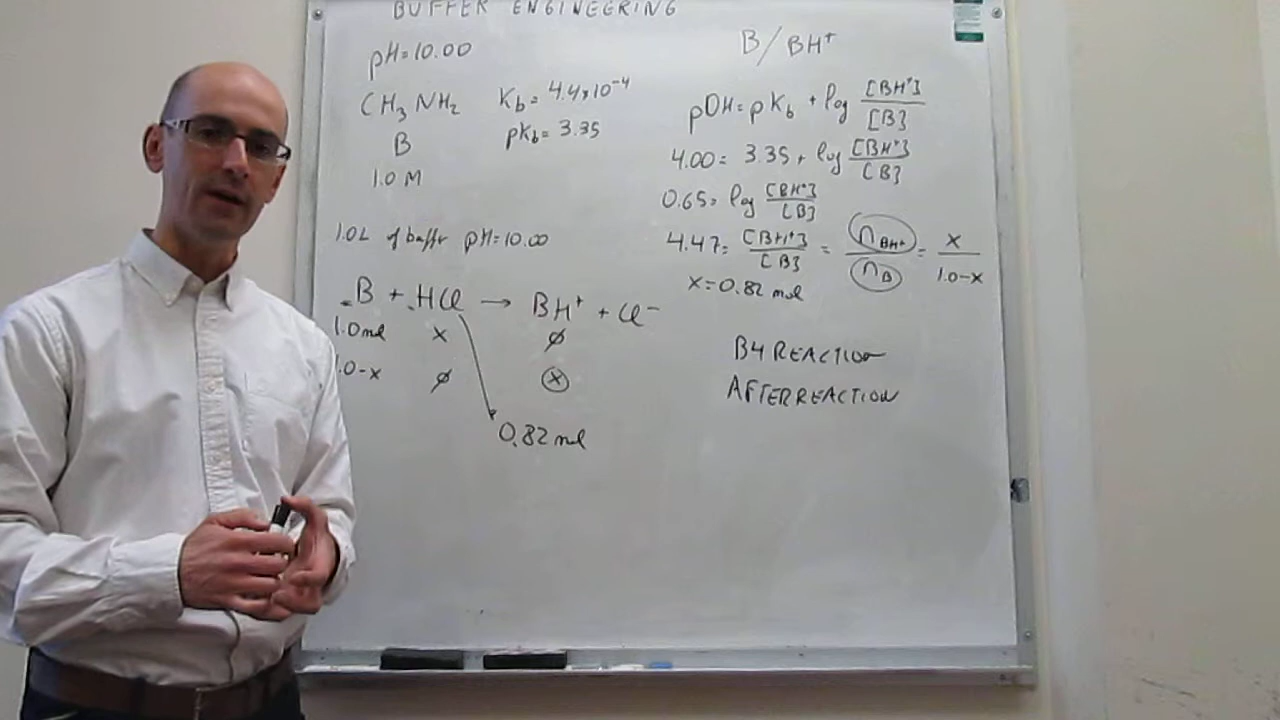 BUFFER ENGINEERING
pH=10.00
CH₃NH₂
B
1.0 M
K_b = 4.4×10⁻⁴
pK_b = 3.35
1.0L of buffer pH=10.00
B + HCl → BH⁺ + Cl⁻
1.0 mol x ∅
1.0-x ∅ x
0.82 mol
B/BH⁺
pOH = pK_b + log [BH⁺]/[B]
4.00 = 3.35 + log [BH⁺]/[B]
0.65 = log [BH⁺]/[B]
4.47 = [BH⁺]/[B] = n_BH⁺/n_B = x/1.0-x
x=0.82 mol
B4 REACTION
AFTER REACTION